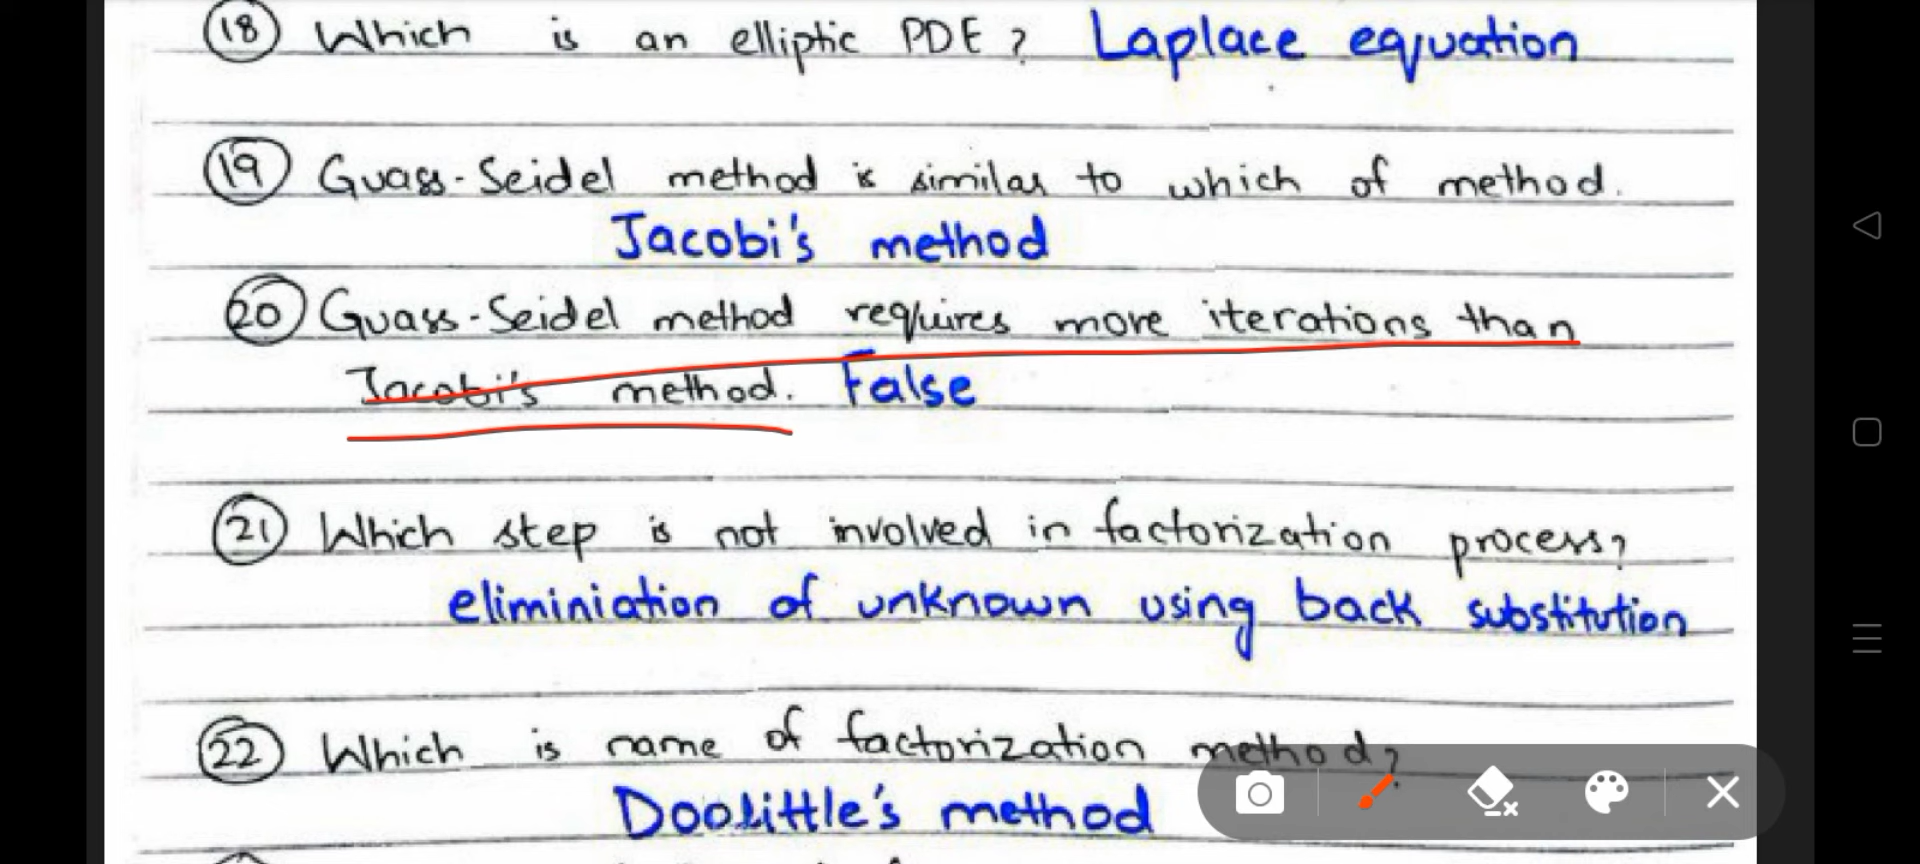 18 Which is an elliptic PDE? Laplace equation
19 Guass-Seidel method is similar to which of method.
Jacobi's method
20 Guass-Seidel method requires more iterations than
Jacobi's method. False
21 Which step is not involved in factorization process?
eliminiation of unknown using back substitution
22 Which is name of factorization method?
Doolittle's method